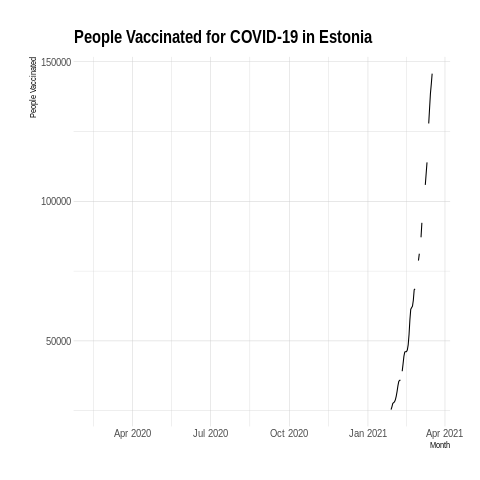 People Vaccinated for COVID-19 in Estonia
People Vaccinated
150000
100000
50000
Apr 2020 Jul 2020 Oct 2020 Jan 2021 Apr 2021
Month